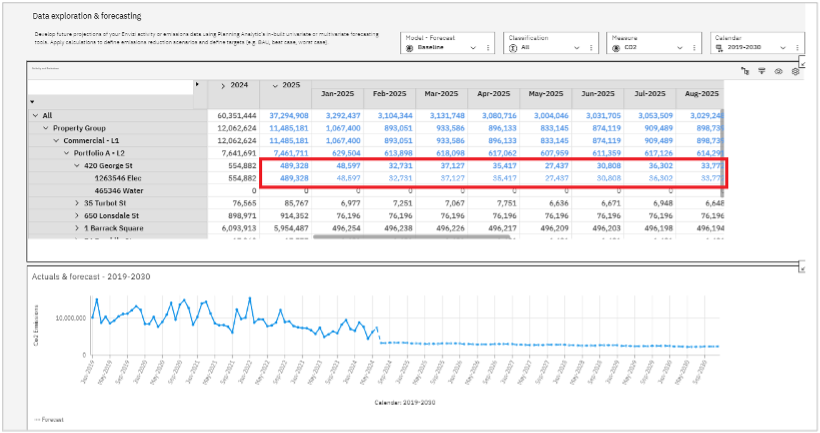 Data exploration & forecasting
Develop future projections of your Envizi activity or emissions data using Planning Analytic's in-built univariate or multivariate forecasting
tools. Apply calculations to define emissions reduction scenarios and define targets (e.g. BAU, best case, worst case).
Model - Forecast
Baseline
Classification
All
Measure
CO2
Calendar
2019-2030
2024 2025
Jan-2025 Feb-2025 Mar-2025 Apr-2025 May-2025 Jun-2025 Jul-2025 Aug-2025
All 60,351,444 37,294,908 3,292,437 3,104,344 3,131,748 3,080,716 3,004,046 3,031,705 3,053,509 3,029,24
Property Group 12,062,624 11,485,181 1,067,400 893,051 933,586 896,133 833,145 874,119 909,489 898,73
Commercial - L1 12,062,624 11,485,181 1,067,400 893,051 933,586 896,133 833,145 874,119 909,489 898,73
Portfolio A - L2 7,641,691 7,461,711 629,504 613,898 618,098 617,062 607,959 611,359 617,126 614,29
420 George St 554,882 489,328 48,597 32,731 37,127 35,417 27,437 30,808 36,302 33,77
1263546 Elec 554,882 489,328 48,597 32,731 37,127 35,417 27,437 30,808 36,302 33,77
465346 Water 0 0 0 0 0 0 0 0 0
35 Turbot St 76,565 85,767 6,977 7,251 7,067 7,751 6,636 6,671 6,948 6,648
650 Lonsdale St 898,971 914,352 76,196 76,196 76,196 76,196 76,196 76,196 76,196 76,196
1 Barrack Square 6,093,913 5,954,487 496,254 496,238 496,226 496,217 496,209 496,203 496,198 496,194
Actuals & forecast - 2019-2030
Co2 Emissions
10,000,000
0
Calendar: 2019-2030
Forecast